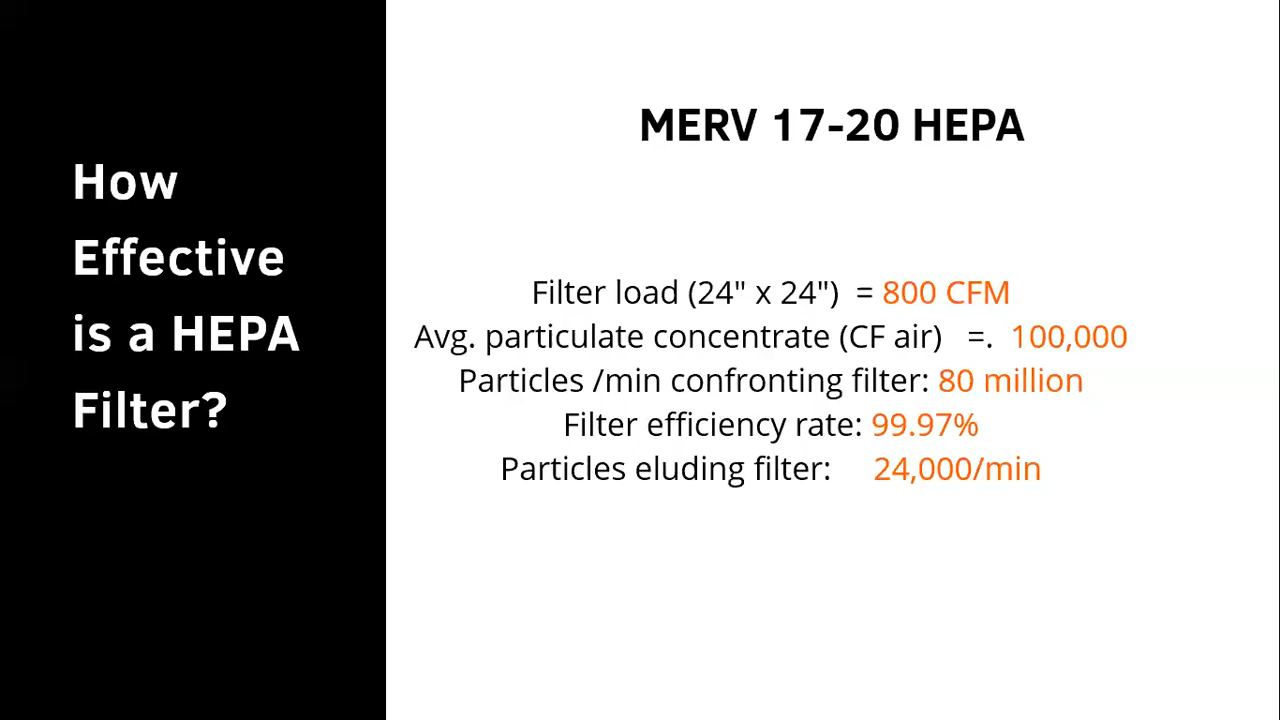 How
Effective
is a HEPA
Filter?
MERV 17-20 HEPA
Filter load (24" x 24") = 800 CFM
Avg. particulate concentrate (CF air) =. 100,000
Particles /min confronting filter: 80 million
Filter efficiency rate: 99.97%
Particles eluding filter: 24,000/min